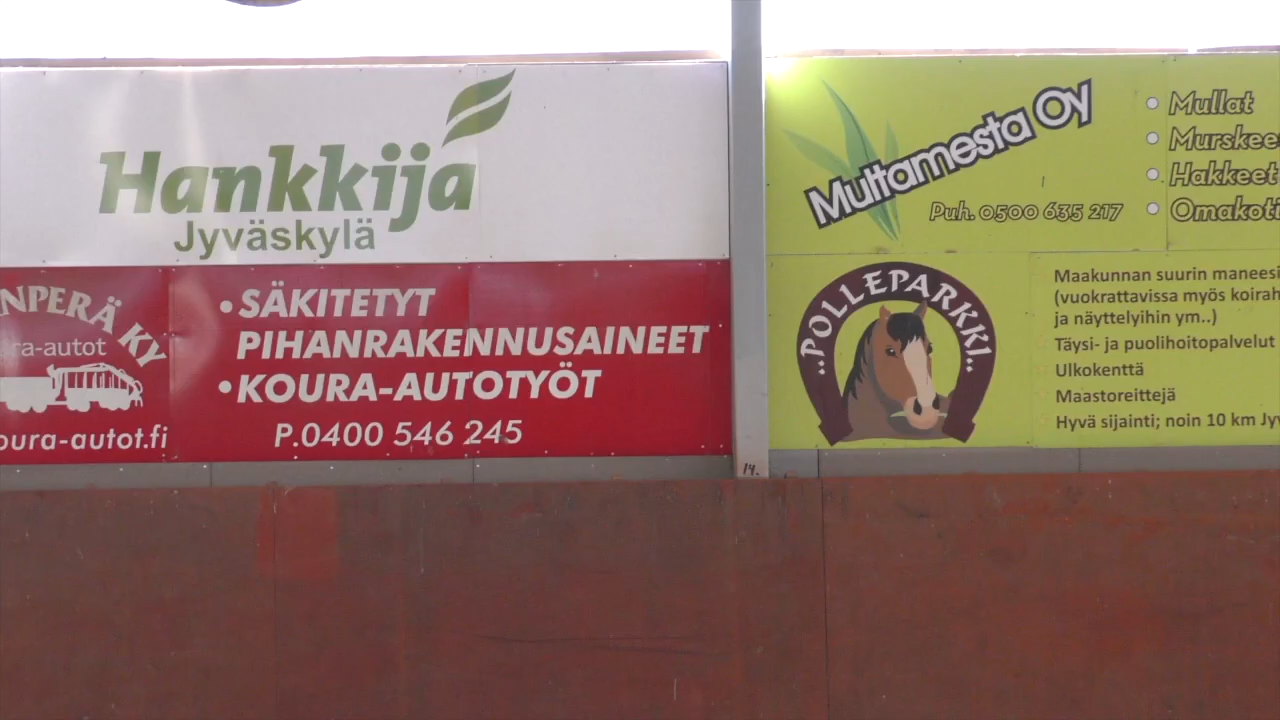 Hankkija
Jyväskylä
NPERÄ KY
ra-autot
oura-autot.fi
• SÄKITETYT
PIHANRAKENNUSAINEET
• KOURA-AUTOTYÖT
P.0400 546 245
14.
Multamesta Oy
Puh. 0500 635 217
Mullat
Murskee
Hakkeet
Omakoti
..POLLEPARKKI..
Maakunnan suurin maneesi
(vuokrattavissa myös koirah
ja näyttelyihin ym..)
Täysi- ja puolihoitopalvelut
Ulkokenttä
Maastoreittejä
Hyvä sijainti; noin 10 km Jyv